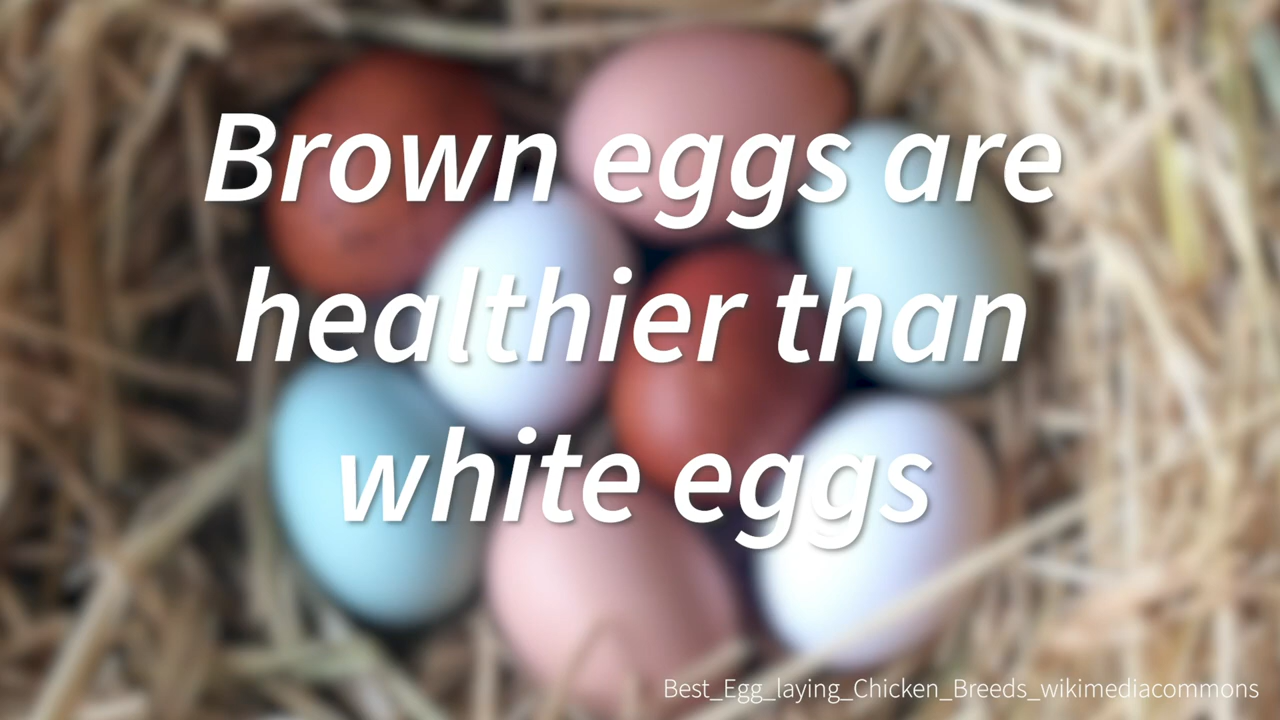 Brown eggs are
healthier than
white eggs
Best_Egg_laying_Chicken_Breeds_wikimediacommons